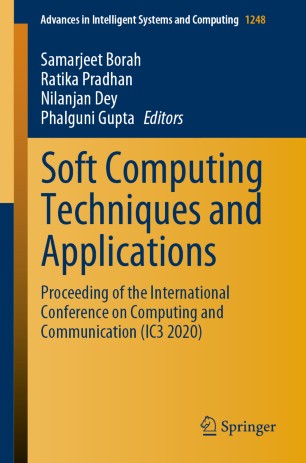 Advances in Intelligent Systems and Computing 1248
Samarjeet Borah
Ratika Pradhan
Nilanjan Dey
Phalguni Gupta Editors
Soft Computing
Techniques and
Applications
Proceeding of the International
Conference on Computing and
Communication (IC3 2020)
Springer